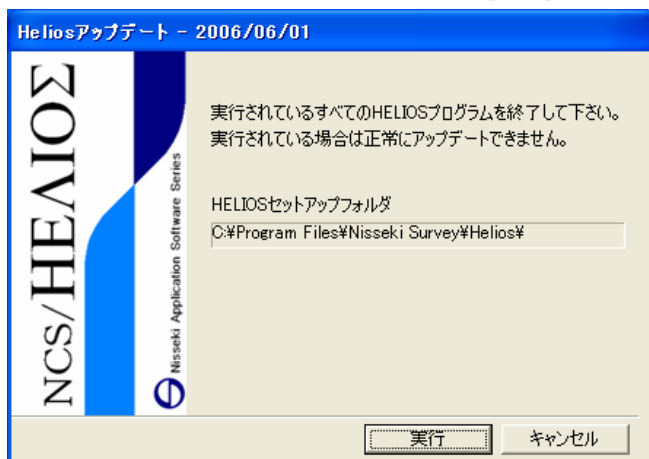 Heliosアップデート - 2006/06/01
NCS/HEΛIOΣ
Nisseki Application Software Series
実行されているすべてのHELIOSプログラムを終了して下さい。
実行されている場合は正常にアップデートできません。
HELIOSセットアップフォルダ
C:¥Program Files¥Nisseki Survey¥Helios¥
実行
キャンセル